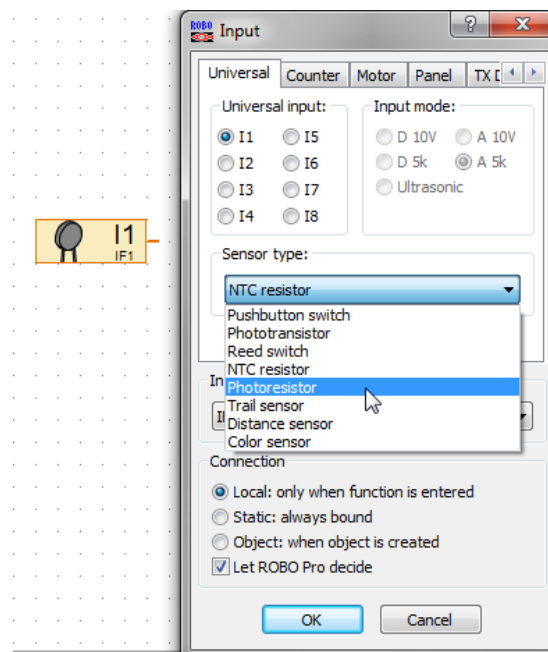 ROBO Input
Universal Counter Motor Panel TX D
Universal input: Input mode:
I1 I5 D 10V A 10V
I2 I6 D 5k A 5k
I3 I7 Ultrasonic
I4 I8
I1
IF1
Sensor type:
NTC resistor
Pushbutton switch
Phototransistor
Reed switch
NTC resistor
Photoresistor
Trail sensor
Distance sensor
Color sensor
In
Connection
Local: only when function is entered
Static: always bound
Object: when object is created
Let ROBO Pro decide
OK Cancel